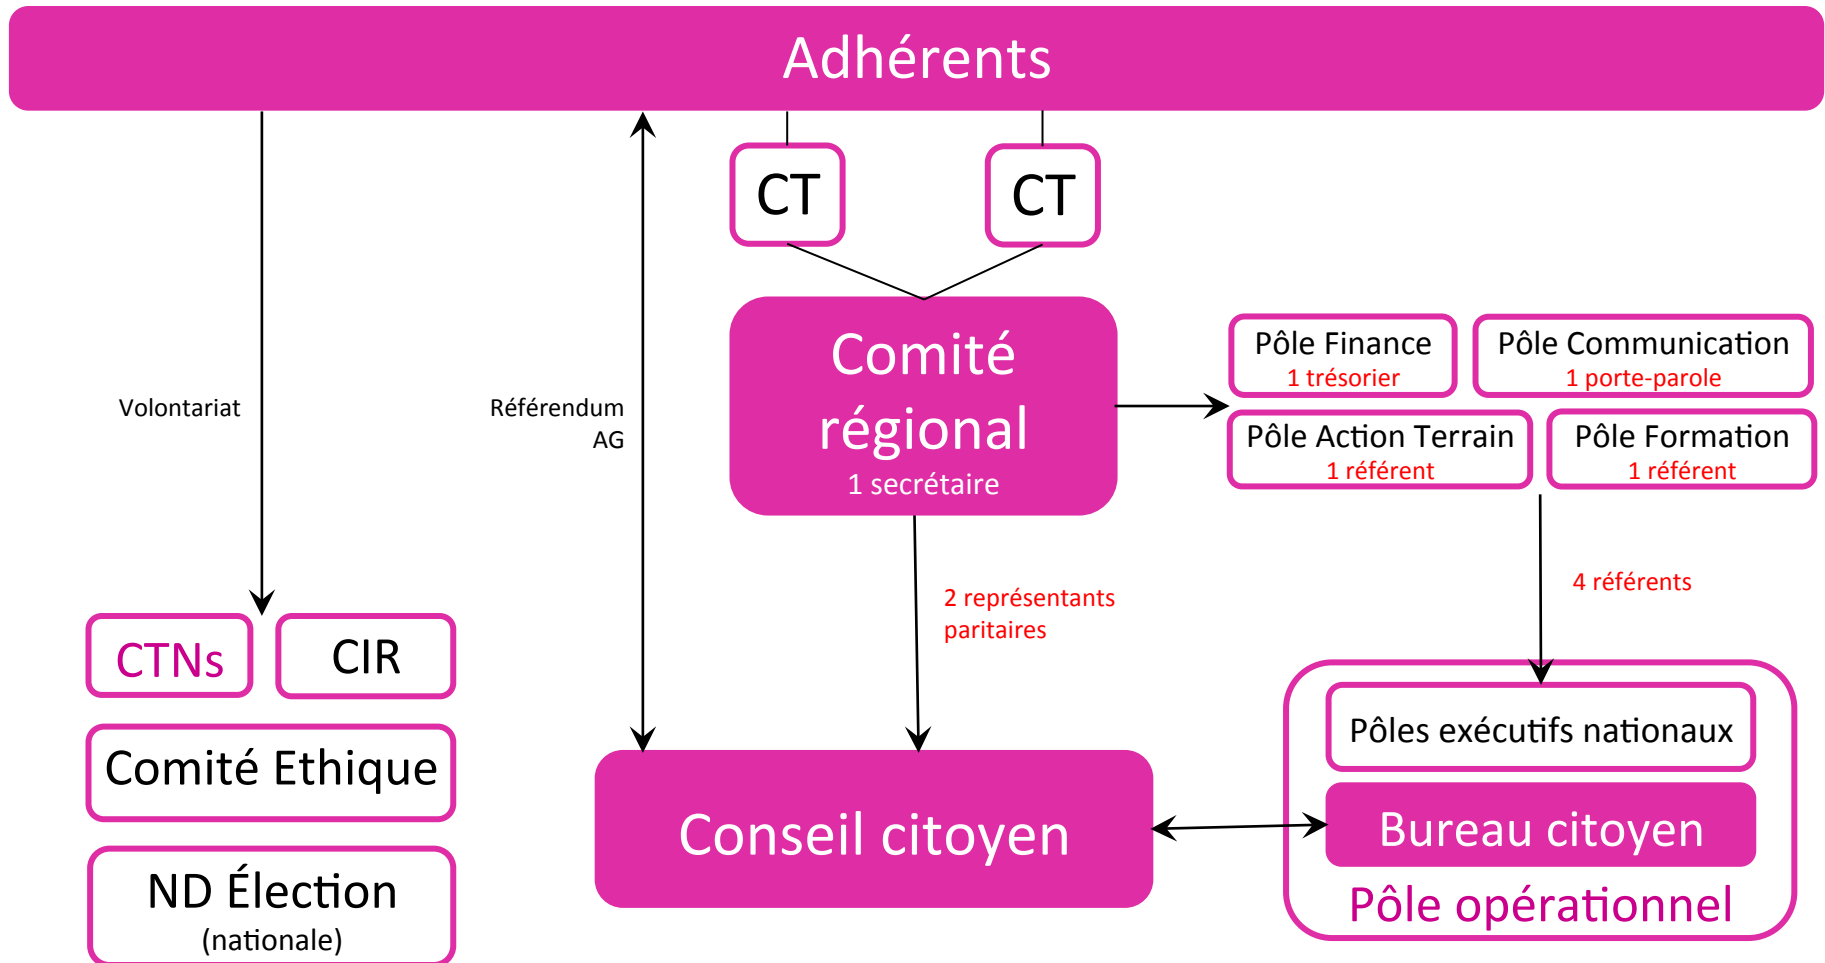 Adhérents
CT
CT
Comité
régional
1 secrétaire
Pôle Finance
1 trésorier
Pôle Communication
1 porte-parole
Pôle Action Terrain
1 référent
Pôle Formation
1 référent
Volontariat
Référendum
AG
2 représentants
paritaires
4 référents
CTNs
CIR
Comité Ethique
ND Élection
(nationale)
Conseil citoyen
Pôles exécutifs nationaux
Bureau citoyen
Pôle opérationnel